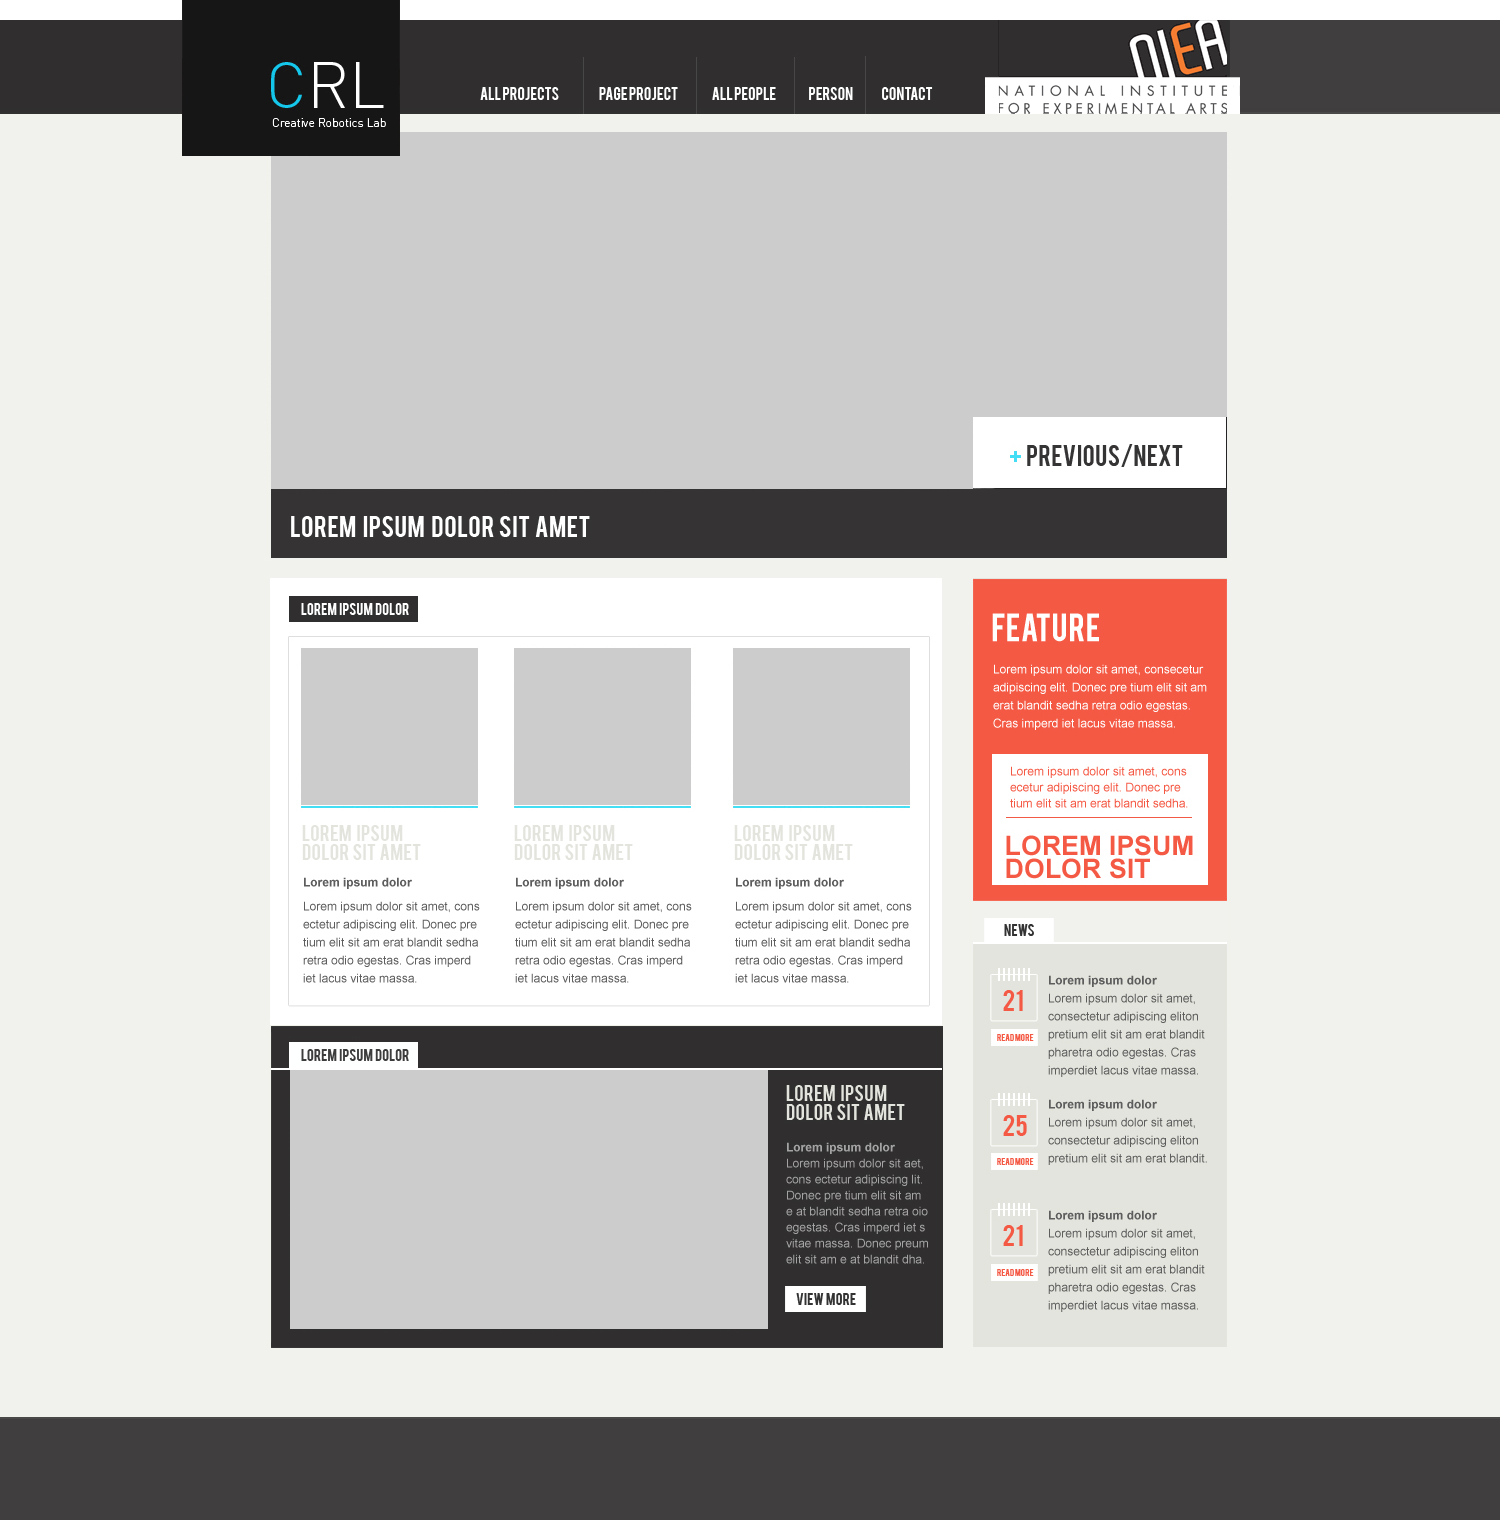 CRL
Creative Robotics Lab
ALL PROJECTS
PAGE PROJECT
ALL PEOPLE
PERSON
CONTACT
NIEA
NATIONAL INSTITUTE
FOR EXPERIMENTAL ARTS
+ PREVIOUS/NEXT
LOREM IPSUM DOLOR SIT AMET
LOREM IPSUM DOLOR
LOREM IPSUM
DOLOR SIT AMET
Lorem ipsum dolor
Lorem ipsum dolor sit amet, cons
ectetur adipiscing elit. Donec pre
tium elit sit am erat blandit sedha
retra odio egestas. Cras imperd
iet lacus vitae massa.
LOREM IPSUM
DOLOR SIT AMET
Lorem ipsum dolor
Lorem ipsum dolor sit amet, cons
ectetur adipiscing elit. Donec pre
tium elit sit am erat blandit sedha
retra odio egestas. Cras imperd
iet lacus vitae massa.
LOREM IPSUM
DOLOR SIT AMET
Lorem ipsum dolor
Lorem ipsum dolor sit amet, cons
ectetur adipiscing elit. Donec pre
tium elit sit am erat blandit sedha
retra odio egestas. Cras imperd
iet lacus vitae massa.
LOREM IPSUM DOLOR
LOREM IPSUM
DOLOR SIT AMET
Lorem ipsum dolor
Lorem ipsum dolor sit aet,
cons ectetur adipiscing lit.
Donec pre tium elit sit am
e at blandit sedha retra oio
egestas. Cras imperd iet s
vitae massa. Donec preum
elit sit am e at blandit dha.
VIEW MORE
FEATURE
Lorem ipsum dolor sit amet, consecetur
adipiscing elit. Donec pre tium elit sit am
erat blandit sedha retra odio egestas.
Cras imperd iet lacus vitae massa.
Lorem ipsum dolor sit amet, cons
ecetur adipiscing elit. Donec pre
tium elit sit am erat blandit sedha.
LOREM IPSUM
DOLOR SIT
NEWS
21
READ MORE
Lorem ipsum dolor
Lorem ipsum dolor sit amet,
consectetur adipiscing eliton
pretium elit sit am erat blandit
pharetra odio egestas. Cras
imperdiet lacus vitae massa.
25
READ MORE
Lorem ipsum dolor
Lorem ipsum dolor sit amet,
consectetur adipiscing eliton
pretium elit sit am erat blandit.
21
READ MORE
Lorem ipsum dolor
Lorem ipsum dolor sit amet,
consectetur adipiscing eliton
pretium elit sit am erat blandit
pharetra odio egestas. Cras
imperdiet lacus vitae massa.